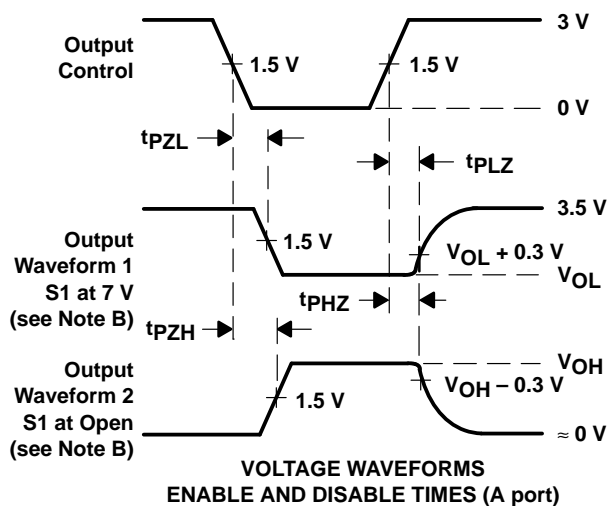 3 V
Output
Control
1.5 V
1.5 V
0 V
tPZL
tPLZ
3.5 V
Output
Waveform 1
S1 at 7 V
(see Note B)
1.5 V
VOL + 0.3 V
VOL
tPHZ
tPZH
VOH
Output
Waveform 2
S1 at Open
(see Note B)
1.5 V
VOH – 0.3 V
≈ 0 V
VOLTAGE WAVEFORMS
ENABLE AND DISABLE TIMES (A port)